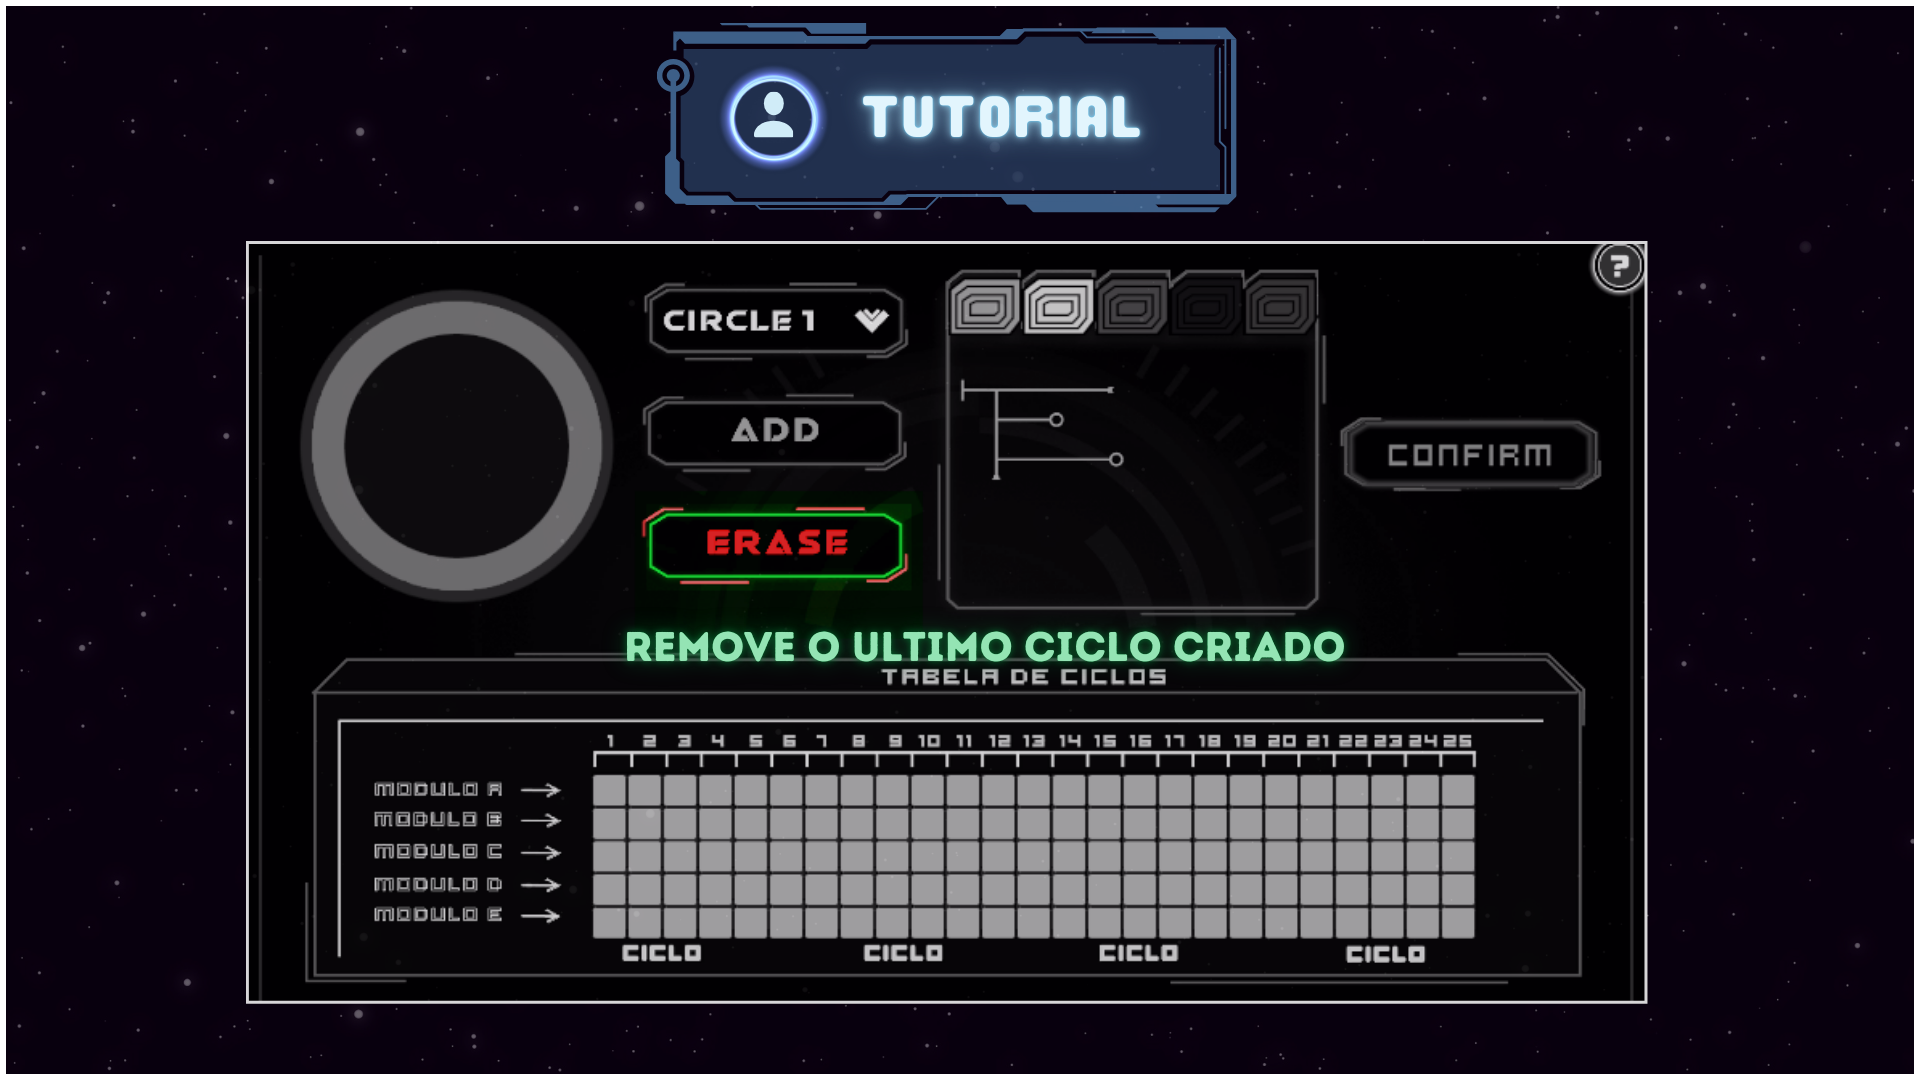 TUTORIAL
?
CIRCLE 1
ADD
CONFIRM
ERASE
REMOVE O ULTIMO CICLO CRIADO
TABELA DE CICLOS
1 2 3 4 5 6 7 8 9 10 11 12 13 14 15 16 17 18 19 20 21 22 23 24 25
MODULO A
MODULO B
MODULO C
MODULO D
MODULO E
CICLO CICLO CICLO CICLO